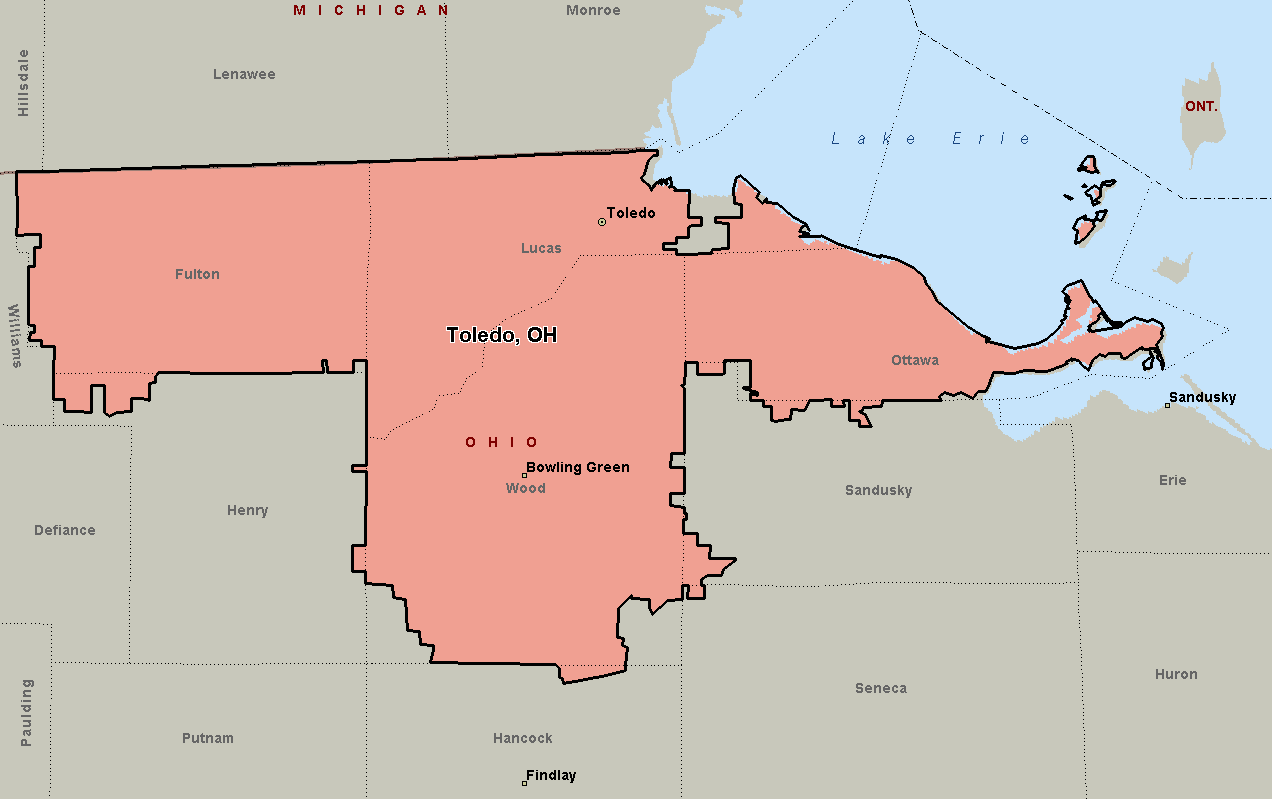 MICHIGAN
Monroe
Hillsdale
Lenawee
ONT.
Lake Erie
Toledo
Lucas
Fulton
Williams
Toledo, OH
Ottawa
Sandusky
OHIO
Bowling Green
Wood
Sandusky
Erie
Henry
Defiance
Huron
Seneca
Paulding
Putnam
Hancock
Findlay